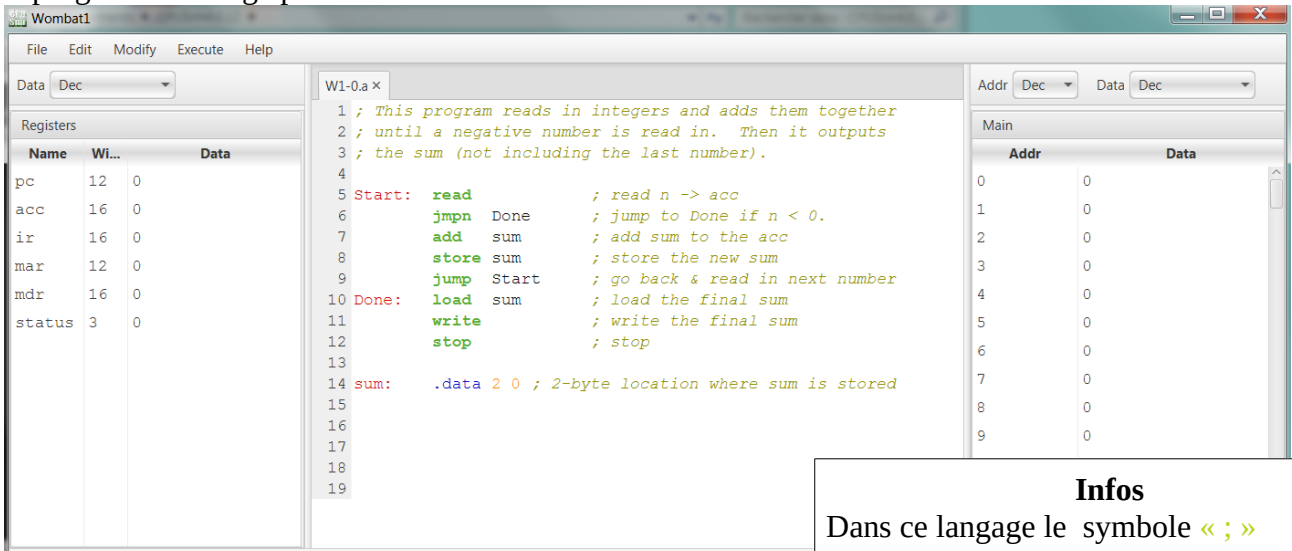 Wombat1
File Edit Modify Execute Help
Data Dec
W1-0.a ×
Addr Dec Data Dec
Registers
Name Wi... Data
pc 12 0
acc 16 0
ir 16 0
mar 12 0
mdr 16 0
status 3 0
1 ; This program reads in integers and adds them together
2 ; until a negative number is read in. Then it outputs
3 ; the sum (not including the last number).
4
5 Start: read ; read n -> acc
6 jmpn Done ; jump to Done if n < 0.
7 add sum ; add sum to the acc
8 store sum ; store the new sum
9 jump Start ; go back & read in next number
10 Done: load sum ; load the final sum
11 write ; write the final sum
12 stop ; stop
13
14 sum: .data 2 0 ; 2-byte location where sum is stored
15
16
17
18
19
Main
Addr Data
0 0
1 0
2 0
3 0
4 0
5 0
6 0
7 0
8 0
9 0
Infos
Dans ce langage le symbole « ; »